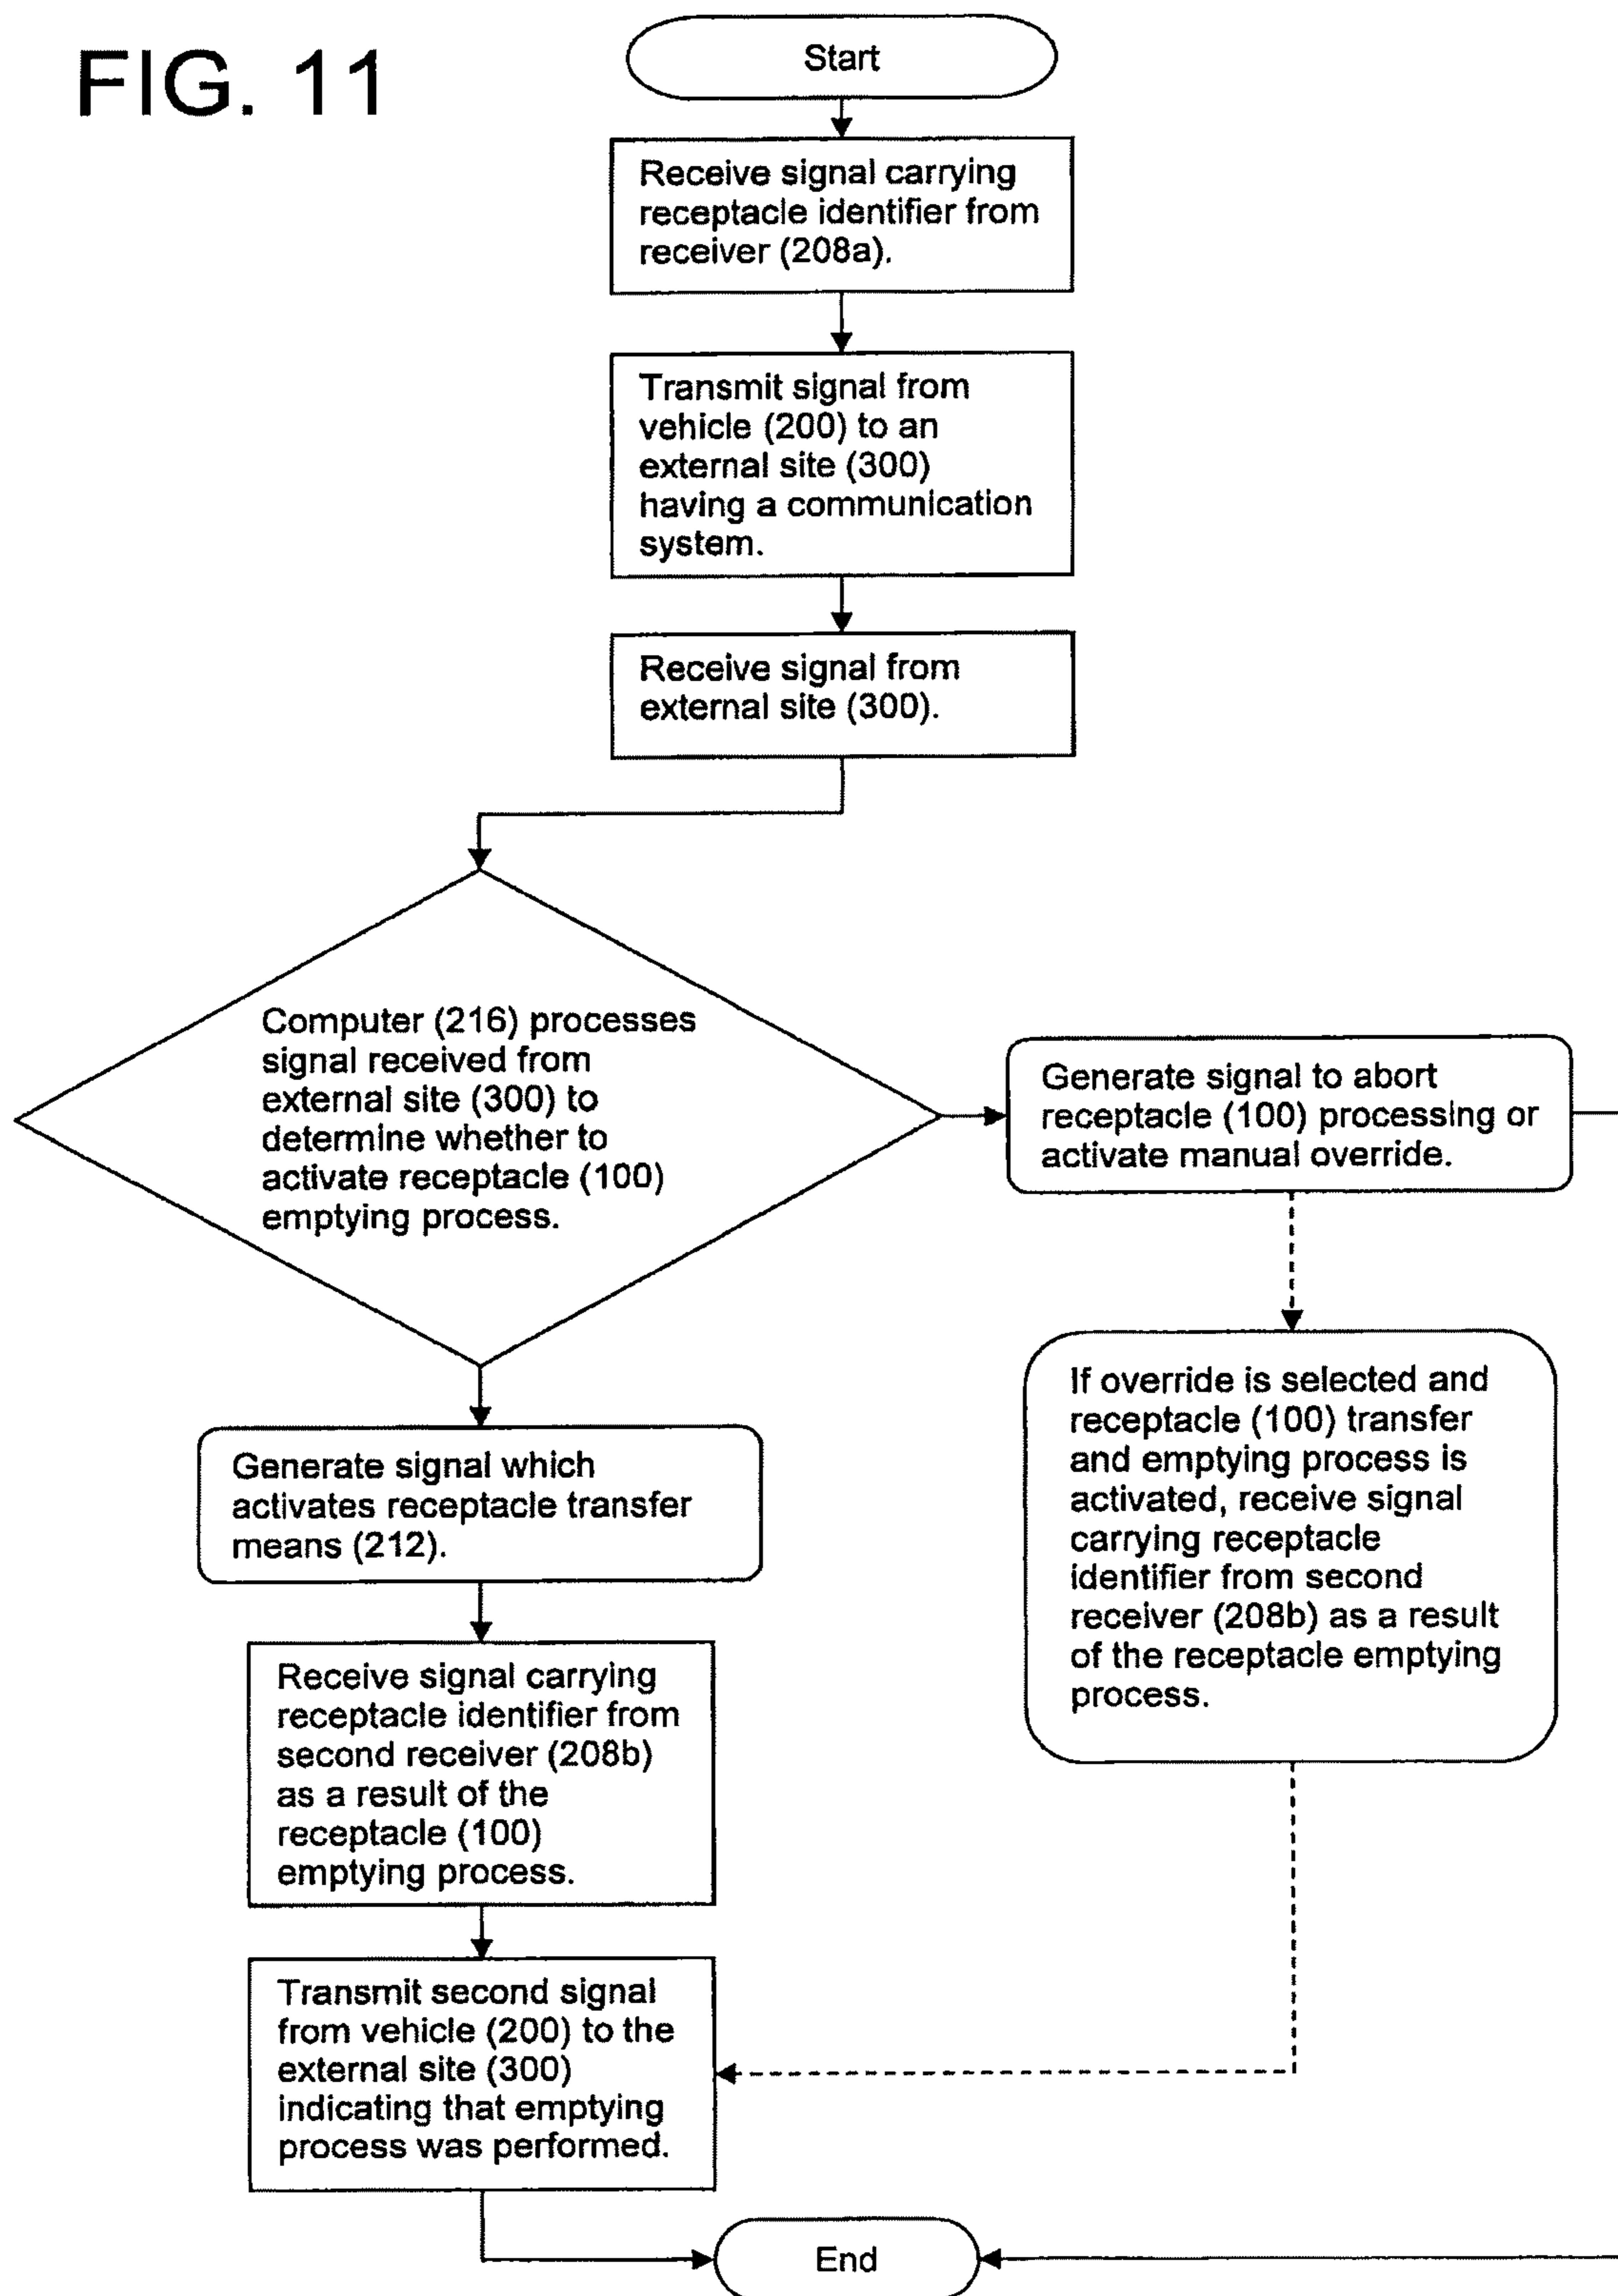 FIG. 11
Start
Receive signal carrying
receptacle identifier from
receiver (208a).
Transmit signal from
vehicle (200) to an
external site (300)
having a communication
system.
Receive signal from
external site (300).
Computer (216) processes
signal received from
external site (300) to
determine whether to
activate receptacle (100)
emptying process.
Generate signal to abort
receptacle (100) processing or
activate manual override.
If override is selected and
receptacle (100) transfer
and emptying process is
activated, receive signal
carrying receptacle
identifier from second
receiver (208b) as a result
of the receptacle emptying
process.
Generate signal which
activates receptacle transfer
means (212).
Receive signal carrying
receptacle identifier from
second receiver (208b)
as a result of the
receptacle (100)
emptying process.
Transmit second signal
from vehicle (200) to the
external site (300)
indicating that emptying
process was performed.
End